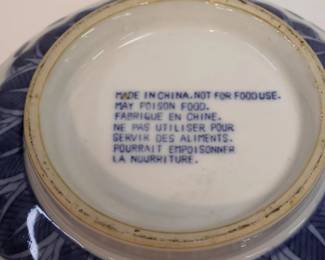 MADE IN CHINA. NOT FOR FOOD USE.
MAY POISON FOOD.
FABRIQUE EN CHINE.
NE PAS UTILISER POUR
SERVIR DES ALIMENTS.
POURRAIT EMPOISONNER
LA NOURRITURE.